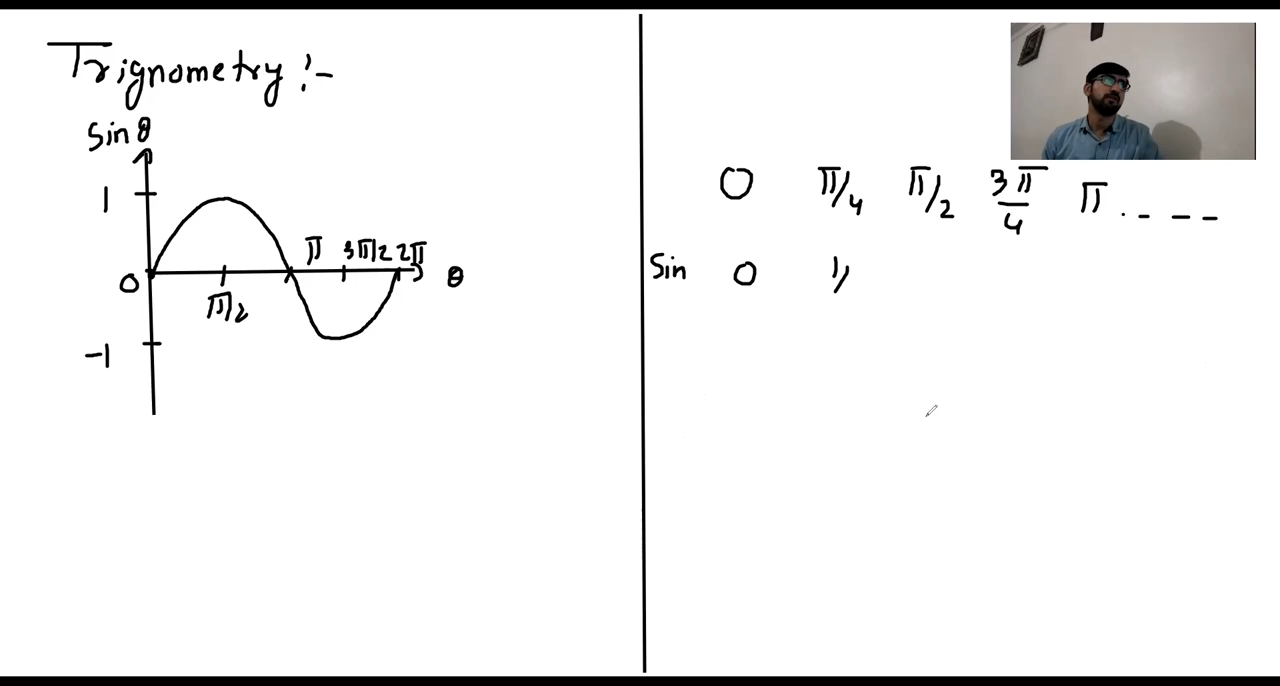 Trignometry :-
Sin θ
1
0
-1
π/2
π
3π/2
2π
θ
0 π/4 π/2 3π/4 π . - - -
Sin 0 1/